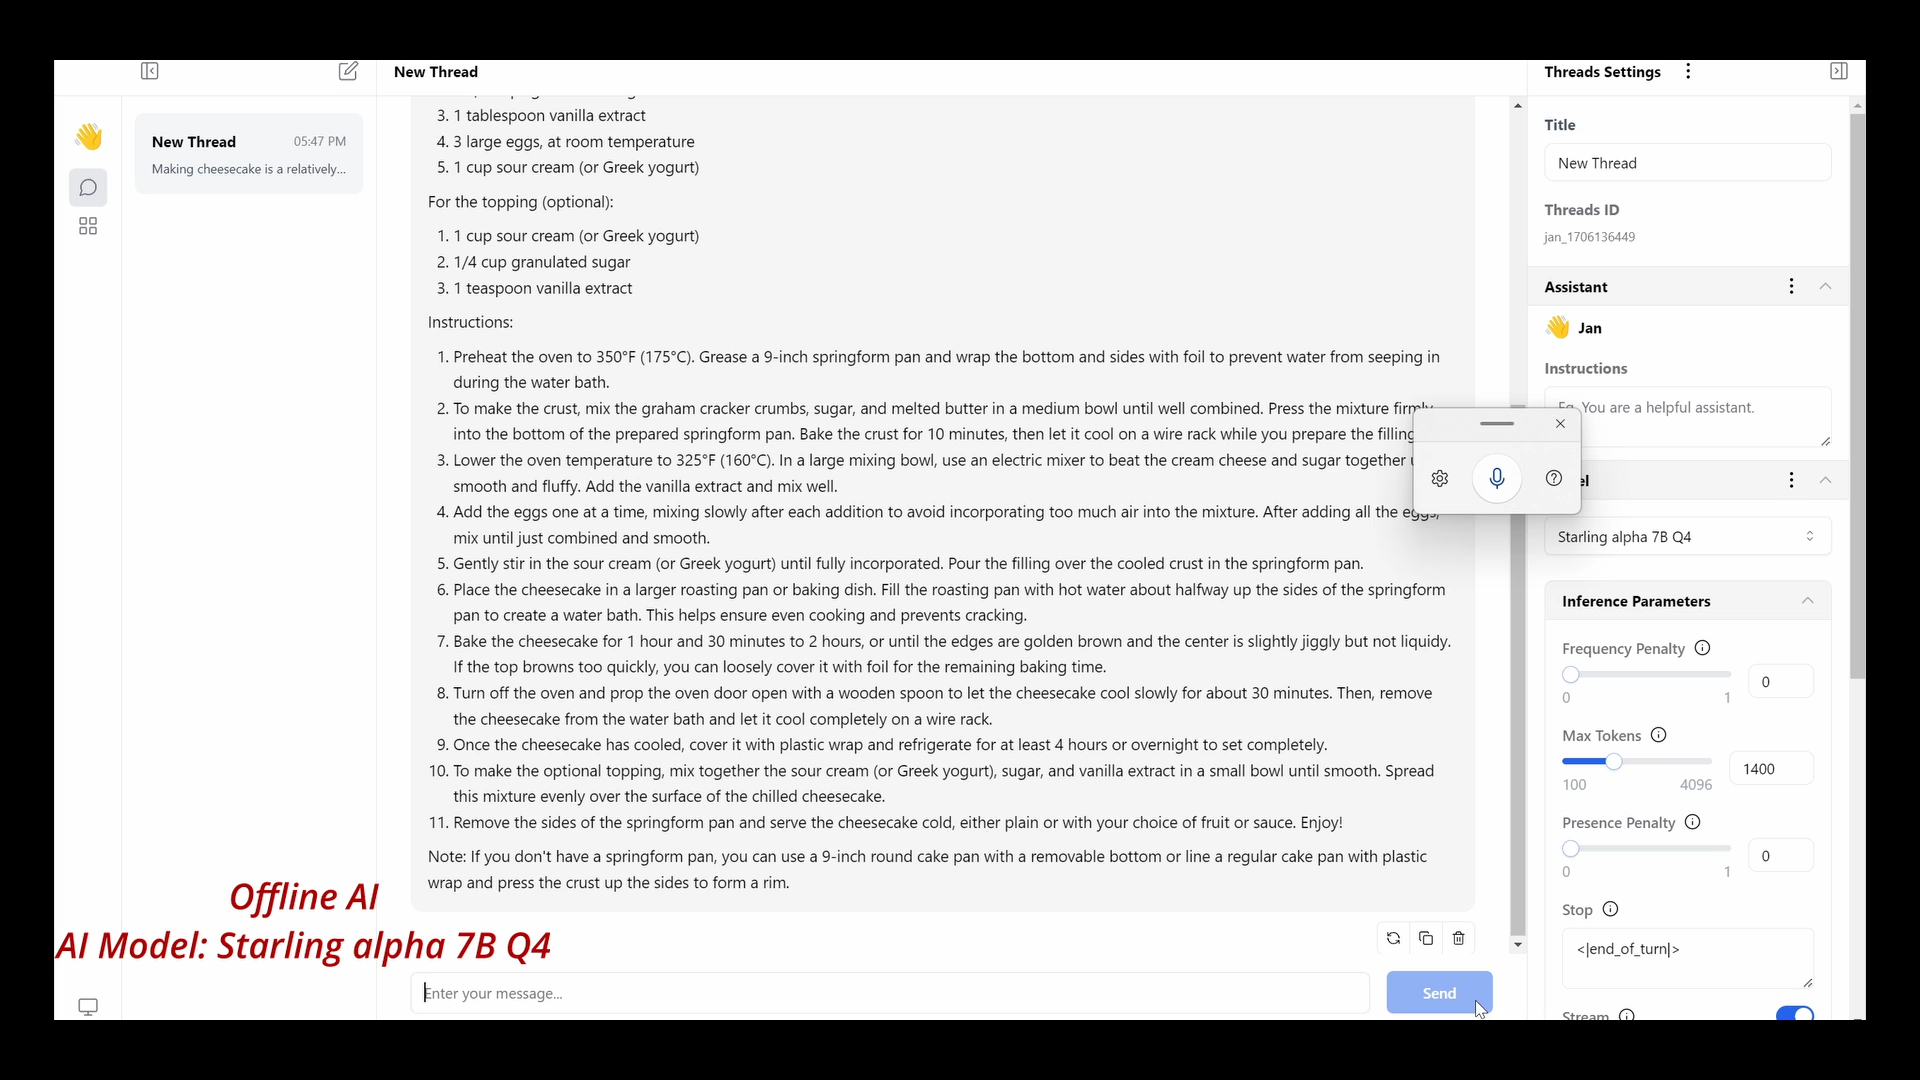 New Thread
Threads Settings
New Thread 05:47 PM
Making cheesecake is a relatively...
3. 1 tablespoon vanilla extract
4. 3 large eggs, at room temperature
5. 1 cup sour cream (or Greek yogurt)
For the topping (optional):
1. 1 cup sour cream (or Greek yogurt)
2. 1/4 cup granulated sugar
3. 1 teaspoon vanilla extract
Instructions:
1. Preheat the oven to 350°F (175°C). Grease a 9-inch springform pan and wrap the bottom and sides with foil to prevent water from seeping in
during the water bath.
2. To make the crust, mix the graham cracker crumbs, sugar, and melted butter in a medium bowl until well combined. Press the mixture firmly
into the bottom of the prepared springform pan. Bake the crust for 10 minutes, then let it cool on a wire rack while you prepare the filling
3. Lower the oven temperature to 325°F (160°C). In a large mixing bowl, use an electric mixer to beat the cream cheese and sugar together
smooth and fluffy. Add the vanilla extract and mix well.
4. Add the eggs one at a time, mixing slowly after each addition to avoid incorporating too much air into the mixture. After adding all the eggs,
mix until just combined and smooth.
5. Gently stir in the sour cream (or Greek yogurt) until fully incorporated. Pour the filling over the cooled crust in the springform pan.
6. Place the cheesecake in a larger roasting pan or baking dish. Fill the roasting pan with hot water about halfway up the sides of the springform
pan to create a water bath. This helps ensure even cooking and prevents cracking.
7. Bake the cheesecake for 1 hour and 30 minutes to 2 hours, or until the edges are golden brown and the center is slightly jiggly but not liquidy.
If the top browns too quickly, you can loosely cover it with foil for the remaining baking time.
8. Turn off the oven and prop the oven door open with a wooden spoon to let the cheesecake cool slowly for about 30 minutes. Then, remove
the cheesecake from the water bath and let it cool completely on a wire rack.
9. Once the cheesecake has cooled, cover it with plastic wrap and refrigerate for at least 4 hours or overnight to set completely.
10. To make the optional topping, mix together the sour cream (or Greek yogurt), sugar, and vanilla extract in a small bowl until smooth. Spread
this mixture evenly over the surface of the chilled cheesecake.
11. Remove the sides of the springform pan and serve the cheesecake cold, either plain or with your choice of fruit or sauce. Enjoy!
Note: If you don't have a springform pan, you can use a 9-inch round cake pan with a removable bottom or line a regular cake pan with plastic
wrap and press the crust up the sides to form a rim.
Offline AI
AI Model: Starling alpha 7B Q4
Enter your message...
Send
Title
New Thread
Threads ID
jan_1706136449
Assistant
Jan
Instructions
Eg. You are a helpful assistant.
el
Starling alpha 7B Q4
Inference Parameters
Frequency Penalty
0
0 1
Max Tokens
1400
100 4096
Presence Penalty
0
0 1
Stop
<|end_of_turn|>
Stream